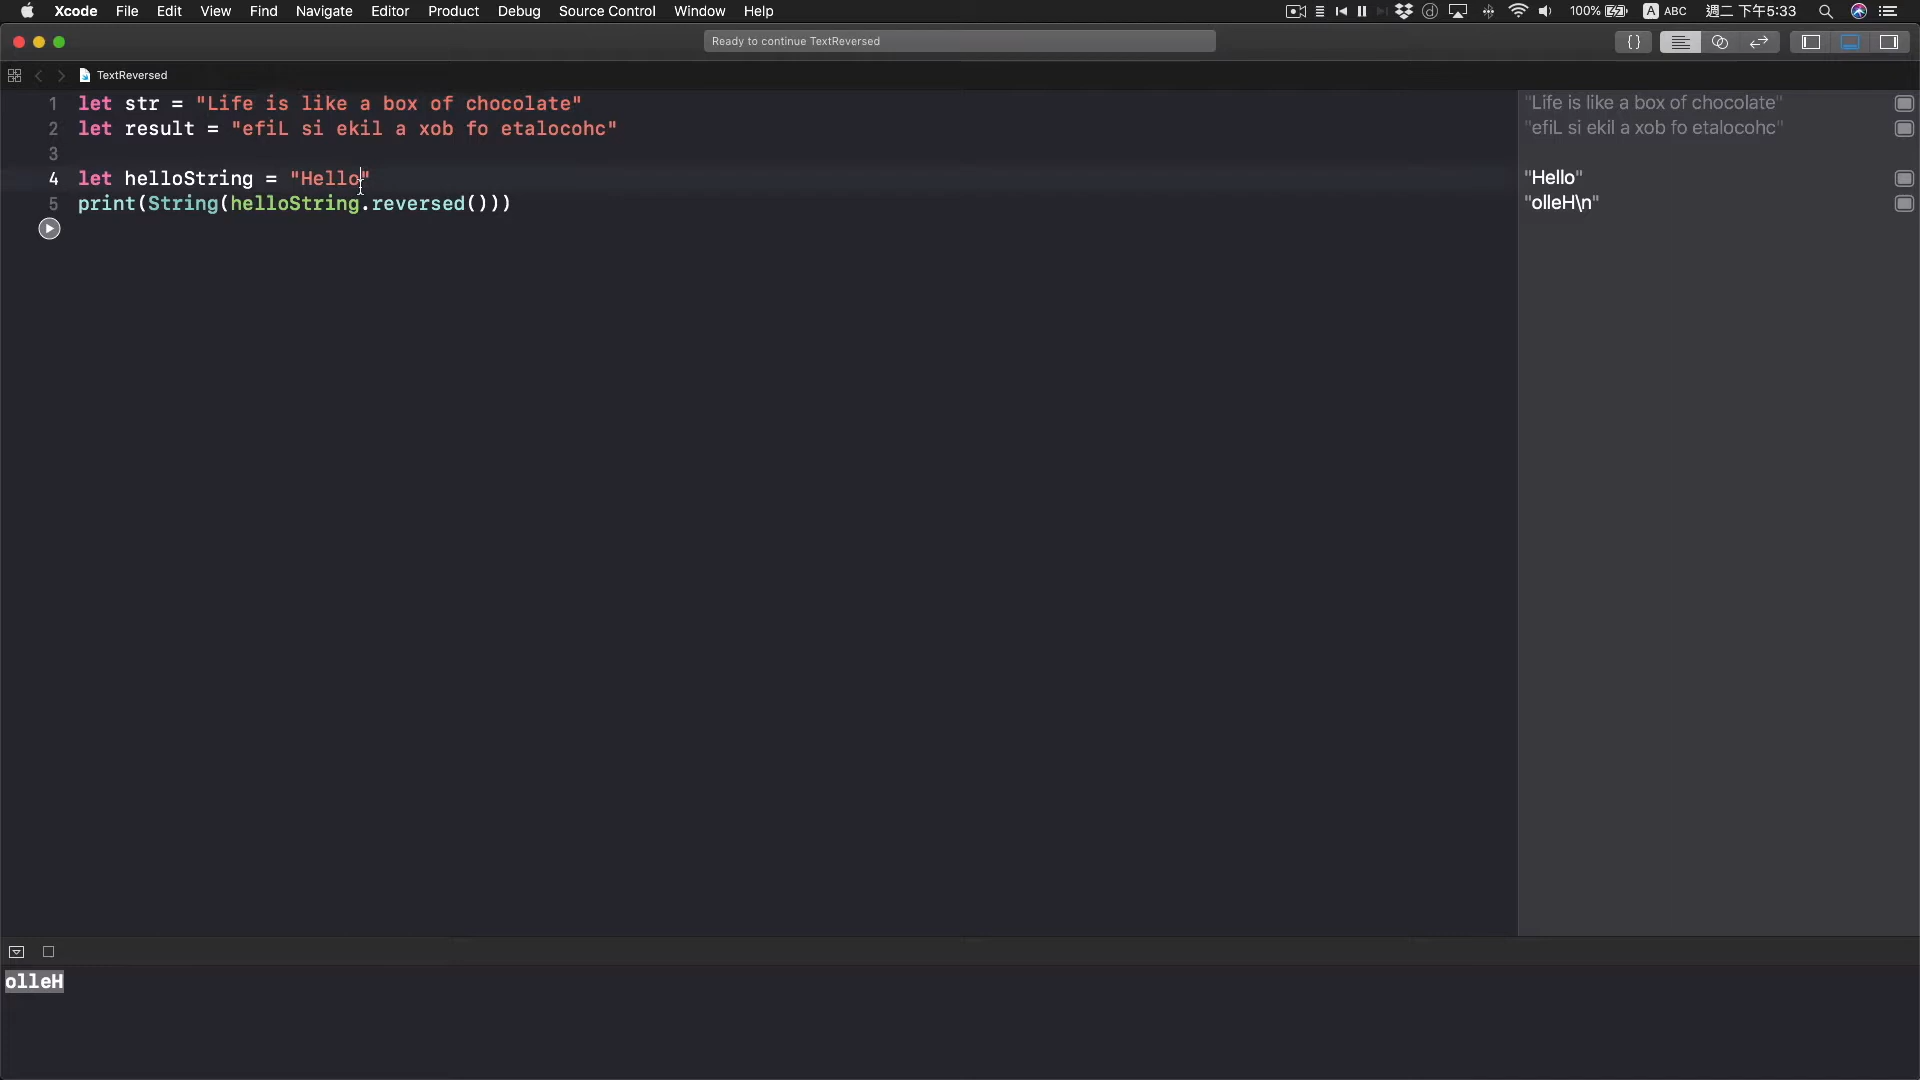 Xcode File Edit View Find Navigate Editor Product Debug Source Control Window Help 100% A ABC 週二 下午5:33
Ready to continue TextReversed
{}
TextReversed
1 let str = "Life is like a box of chocolate"
"Life is like a box of chocolate"
2 let result = "efiL si ekil a xob fo etalocohc"
"efiL si ekil a xob fo etalocohc"
3
4 let helloString = "Hello"
"Hello"
5 print(String(helloString.reversed()))
"olleH\n"
olleH